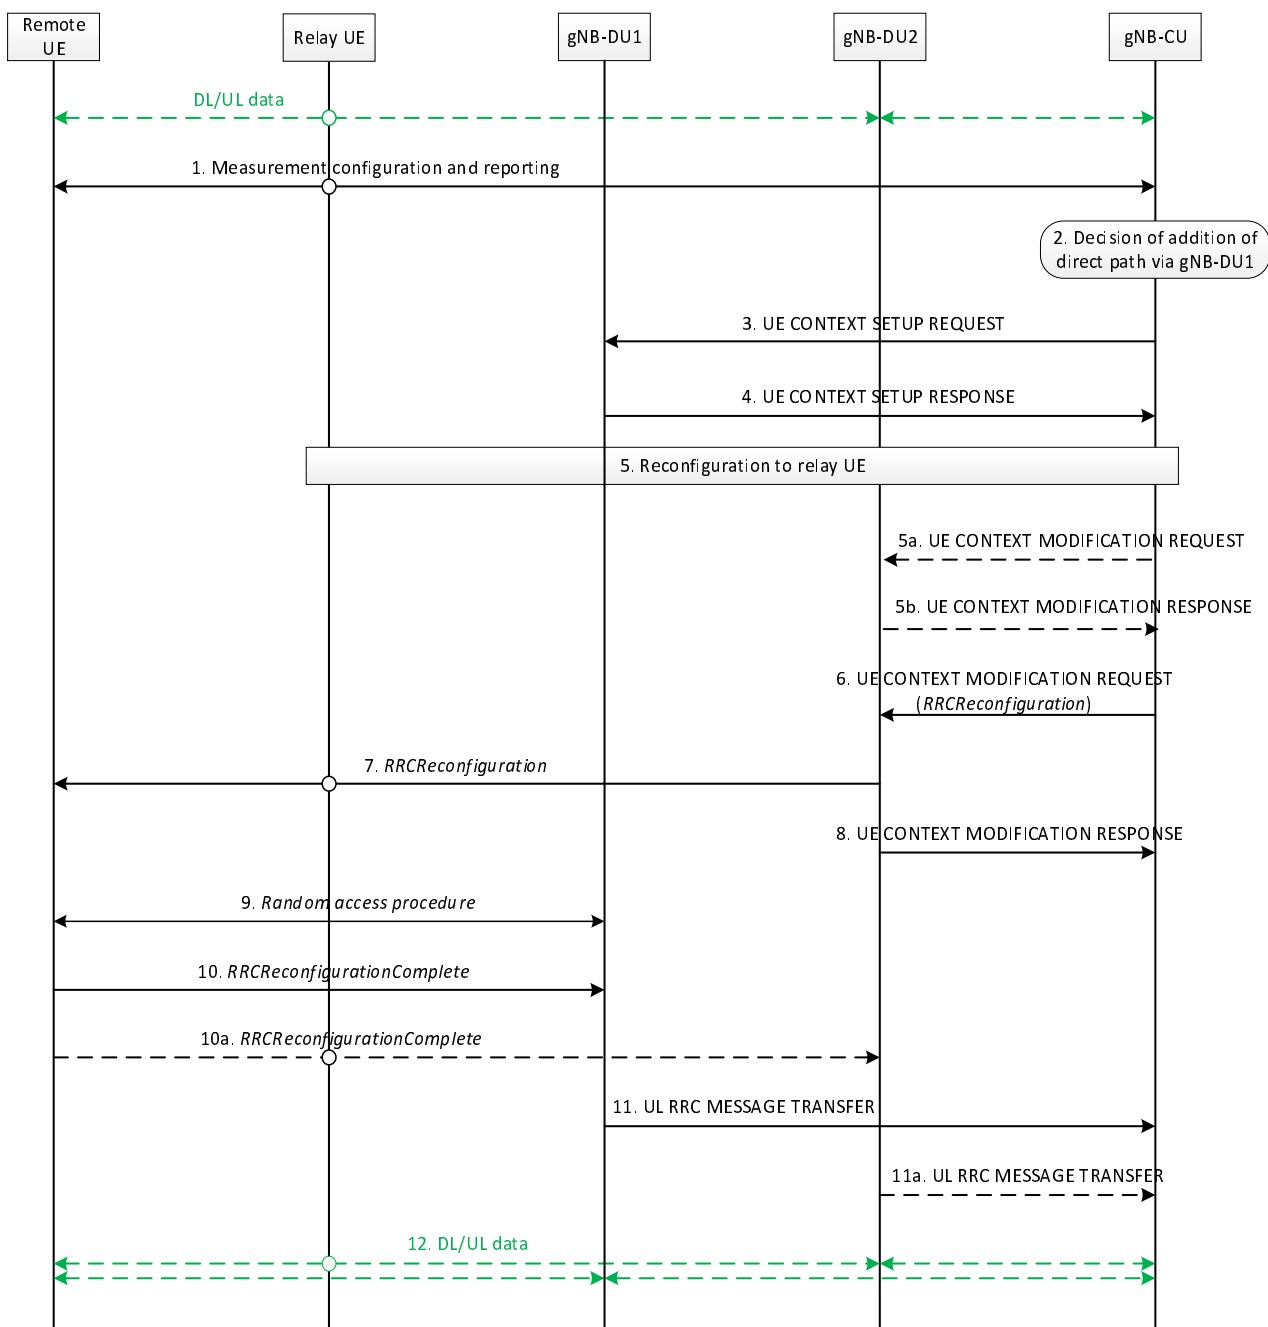 Remote
UE
Relay UE
gNB-DU1
gNB-DU2
gNB-CU
DL/UL data
1. Measurement configuration and reporting
2. Decision of addition of
direct path via gNB-DU1
3. UE CONTEXT SETUP REQUEST
4. UE CONTEXT SETUP RESPONSE
5. Reconfiguration to relay UE
5a. UE CONTEXT MODIFICATION REQUEST
5b. UE CONTEXT MODIFICATION RESPONSE
6. UE CONTEXT MODIFICATION REQUEST
(RRCReconfiguration)
7. RRCReconfiguration
8. UE CONTEXT MODIFICATION RESPONSE
9. Random access procedure
10. RRCReconfigurationComplete
10a. RRCReconfigurationComplete
11. UL RRC MESSAGE TRANSFER
11a. UL RRC MESSAGE TRANSFER
12. DL/UL data